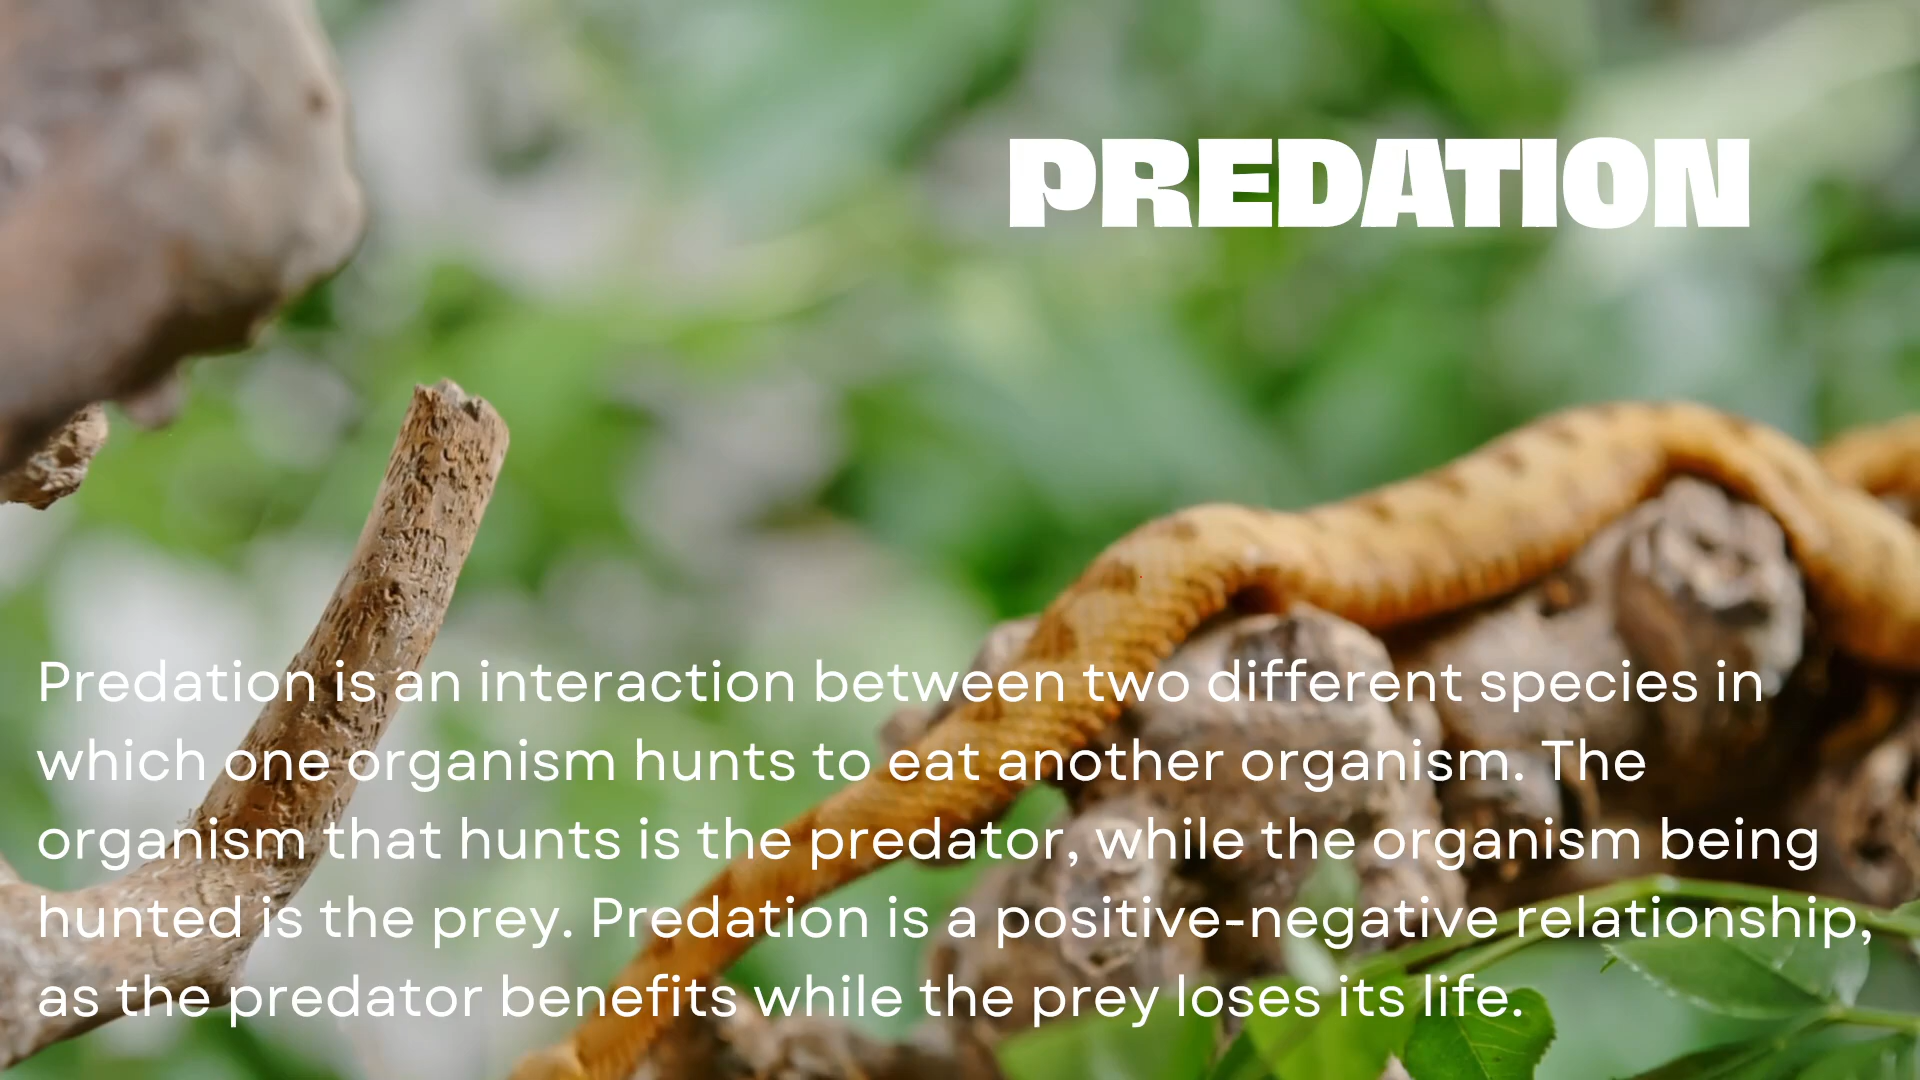 PREDATION
Predation is an interaction between two different species in
which one organism hunts to eat another organism. The
organism that hunts is the predator, while the organism being
hunted is the prey. Predation is a positive-negative relationship,
as the predator benefits while the prey loses its life.